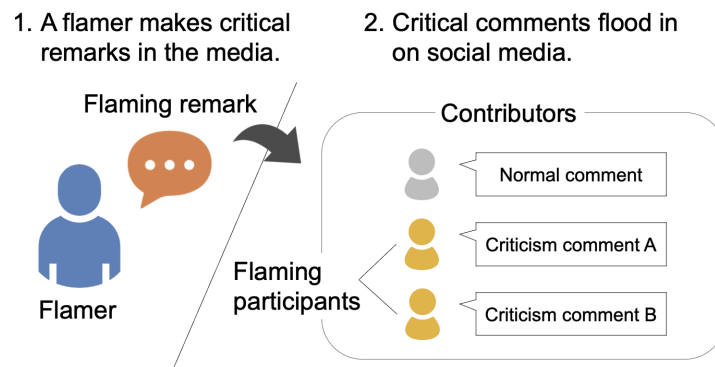 1. A flamer makes critical
remarks in the media.
Flaming remark
Flamer
2. Critical comments flood in
on social media.
Contributors
Normal comment
Criticism comment A
Criticism comment B
Flaming
participants